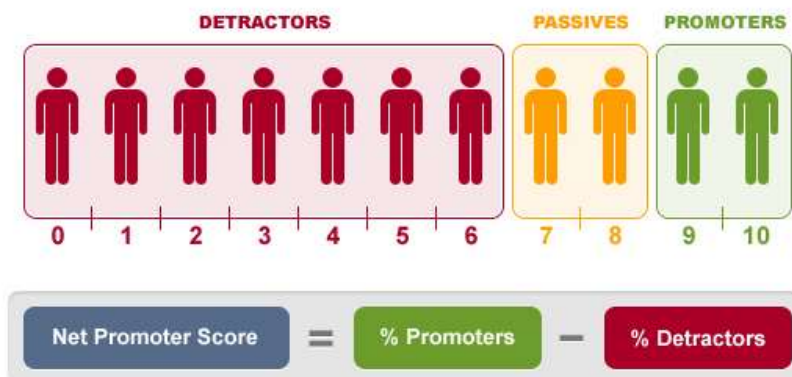 DETRACTORS PASSIVES PROMOTERS
0 1 2 3 4 5 6 7 8 9 10
Net Promoter Score = % Promoters − % Detractors